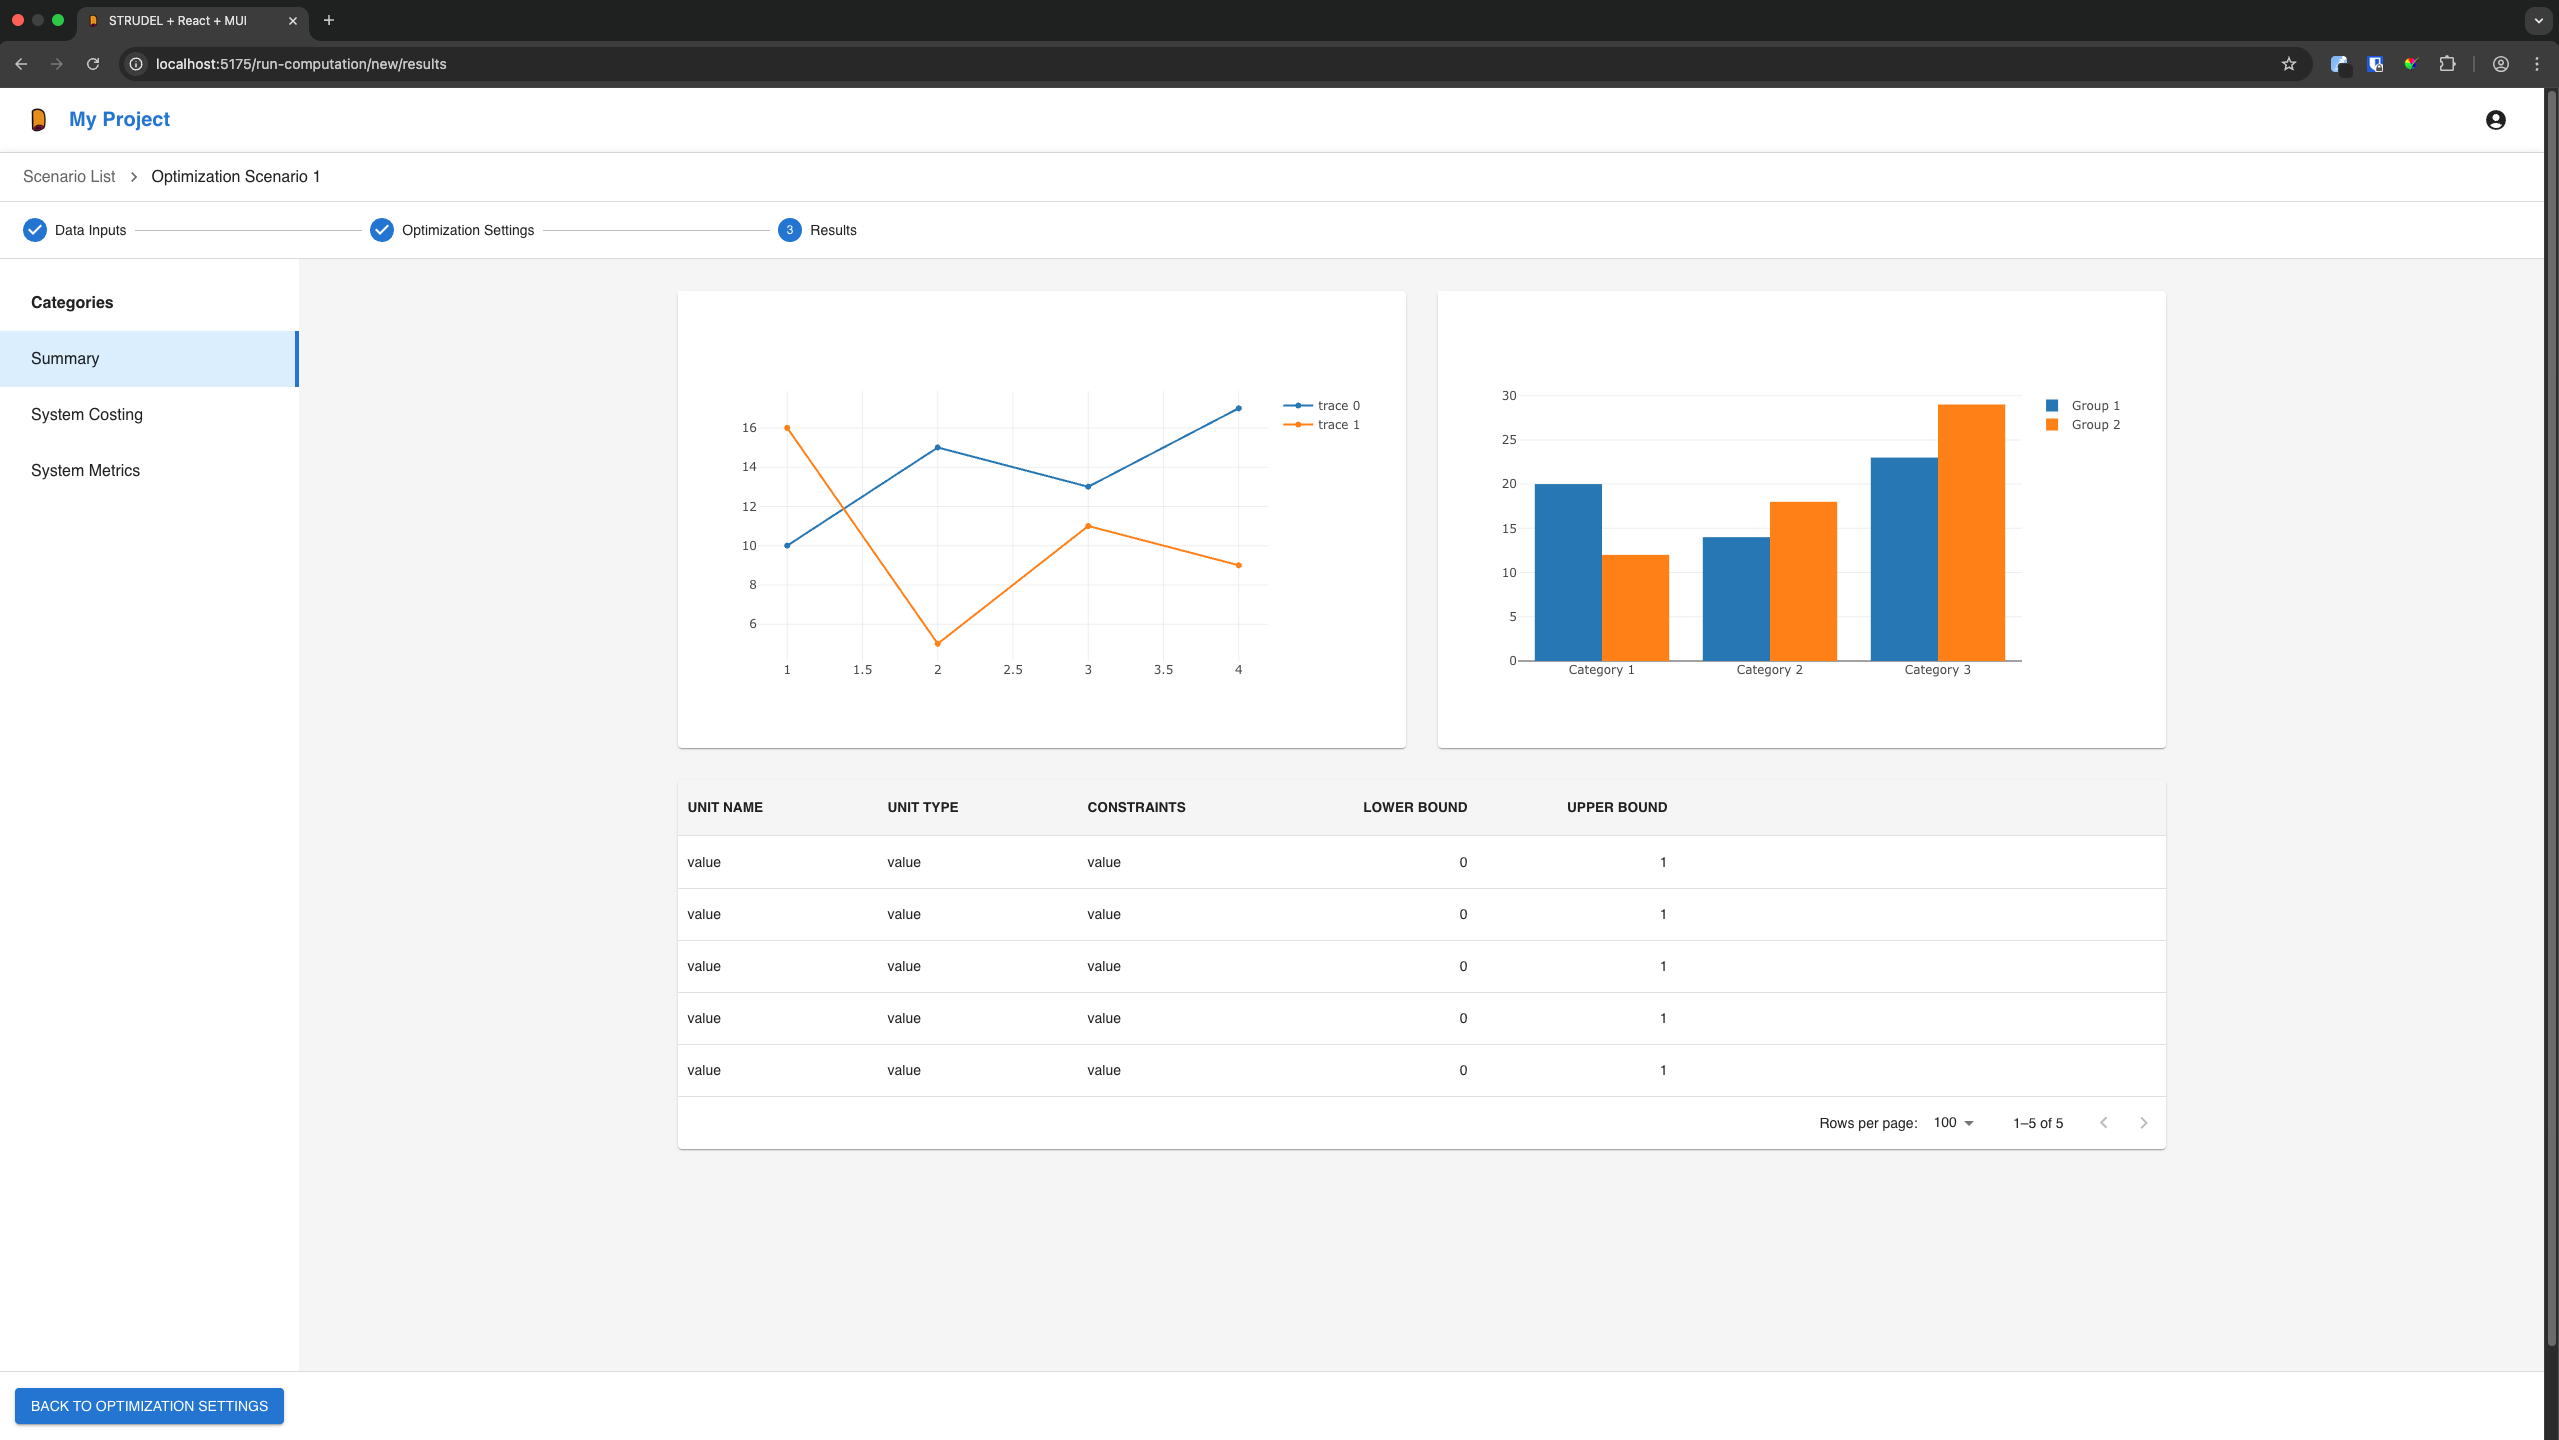 STRUDEL + React + MUI
localhost:5175/run-computation/new/results
My Project
Scenario List > Optimization Scenario 1
Data Inputs Optimization Settings 3 Results
Categories
Summary
System Costing
System Metrics
trace 0
trace 1
16
14
12
10
8
6
1 1.5 2 2.5 3 3.5 4
Group 1
Group 2
30
25
20
15
10
5
0
Category 1 Category 2 Category 3
UNIT NAME UNIT TYPE CONSTRAINTS LOWER BOUND UPPER BOUND
value value value 0 1
value value value 0 1
value value value 0 1
value value value 0 1
value value value 0 1
Rows per page: 100 1–5 of 5
BACK TO OPTIMIZATION SETTINGS